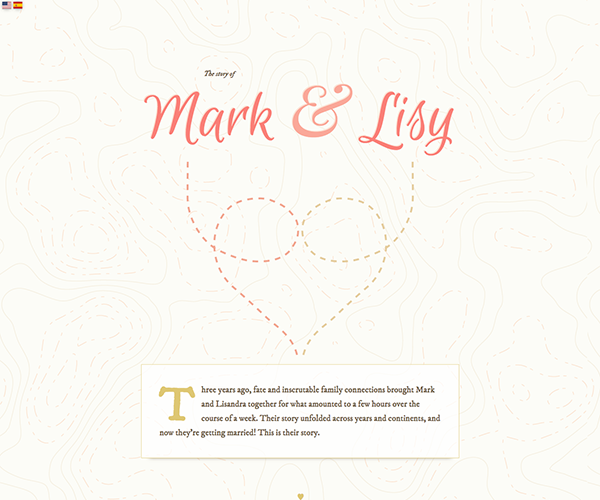 The story of
Mark & Lisy
Three years ago, fate and inscrutable family connections brought Mark
and Lisandra together for what amounted to a few hours over the
course of a week. Their story unfolded across years and continents, and
now they're getting married! This is their story.